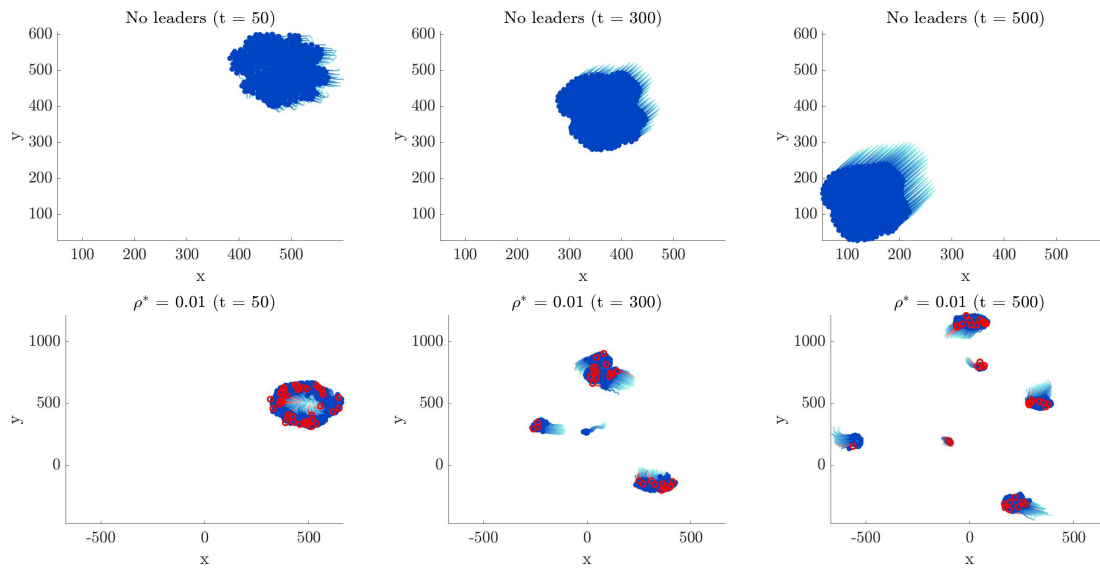 No leaders (t = 50)
600
500
400
300
200
100
y
100 200 300 400 500
x
No leaders (t = 300)
600
500
400
300
200
100
y
100 200 300 400 500
x
No leaders (t = 500)
600
500
400
300
200
100
y
100 200 300 400 500
x
ρ* = 0.01 (t = 50)
1000
500
0
y
-500 0 500
x
ρ* = 0.01 (t = 300)
1000
500
0
y
-500 0 500
x
ρ* = 0.01 (t = 500)
1000
500
0
y
-500 0 500
x